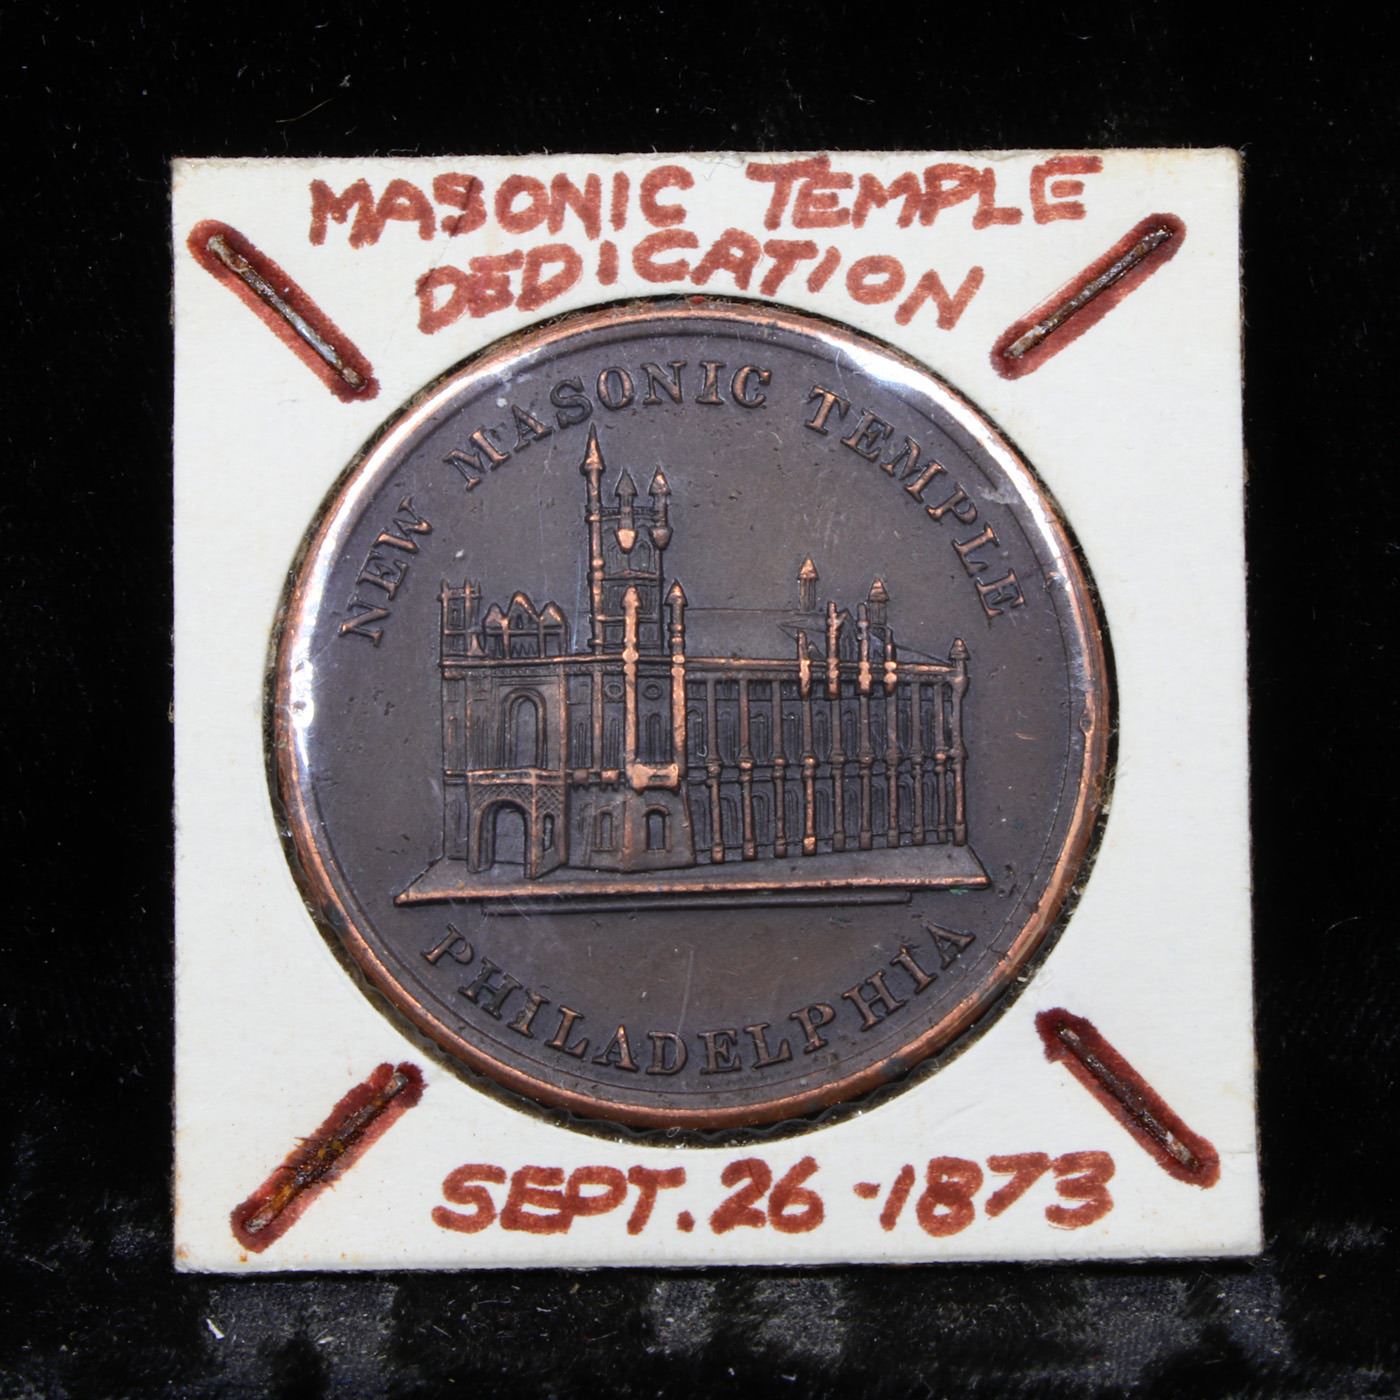 MASONIC TEMPLE
DEDICATION
NEW MASONIC TEMPLE
PHILADELPHIA
SEPT. 26 - 1873